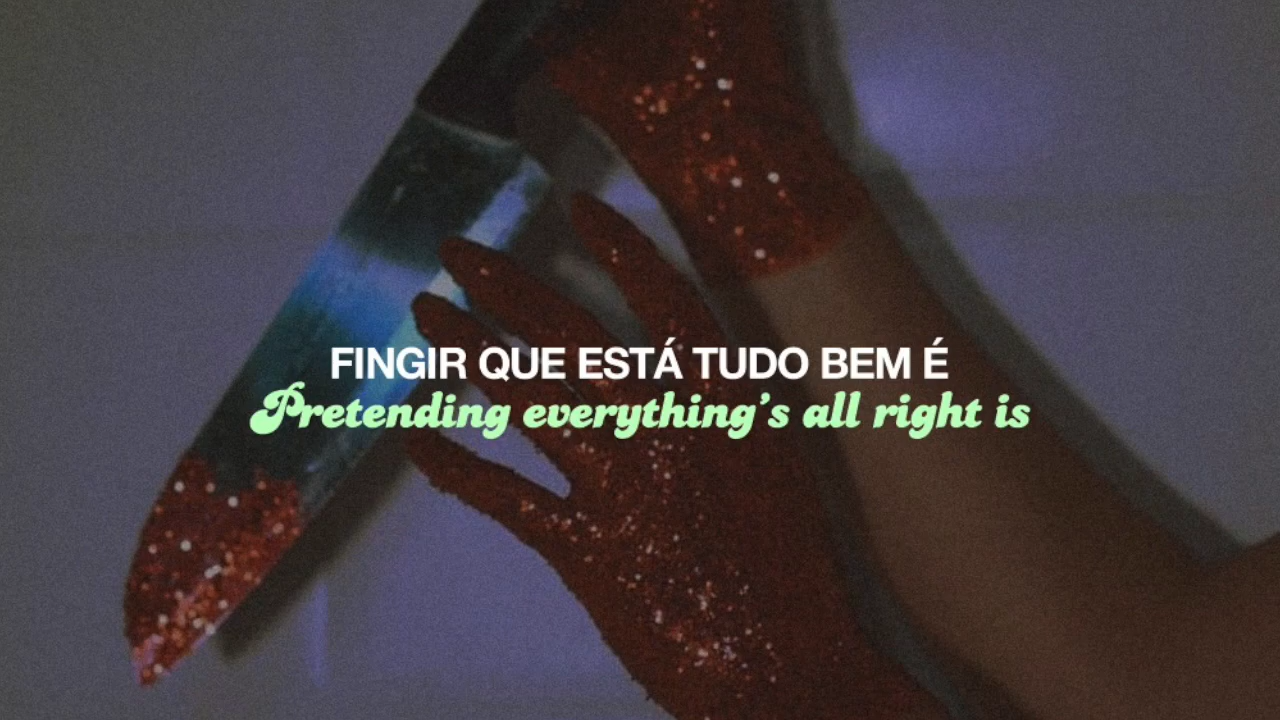 FINGIR QUE ESTÁ TUDO BEM É
Pretending everything's all right is